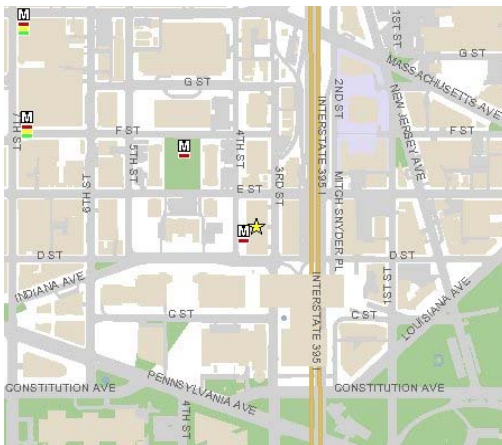 M
1ST ST
G ST
MASSACHUSETTS AVE
G ST
2ND ST
NEW JERSEY AVE
INTERSTATE 395 I
M
7TH ST
F ST
F ST
5TH ST
M
4TH ST
3RD ST
6TH ST
E ST
MITCH SNYDER PL
M
D ST
D ST
INDIANA AVE
INTERSTATE 395 I
1ST ST
LOUISIANA AVE
C ST
C ST
CONSTITUTION AVE
PENNSYLVANIA AVE
CONSTITUTION AVE
4TH ST